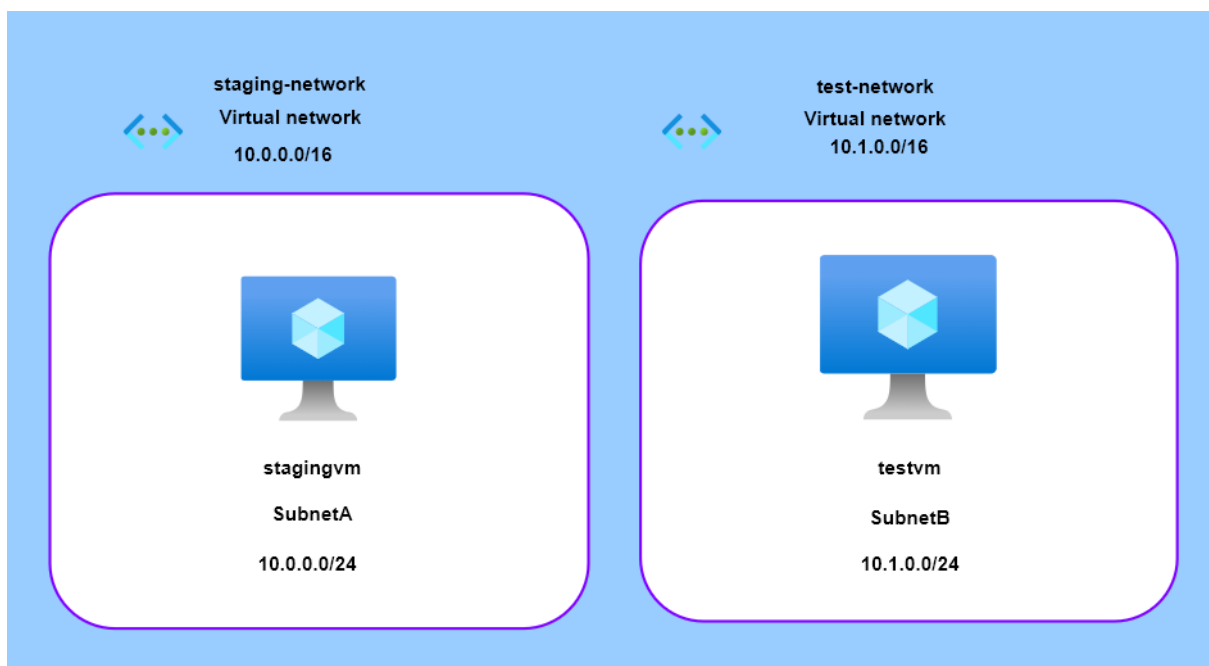 staging-network
Virtual network
10.0.0.0/16
test-network
Virtual network
10.1.0.0/16
stagingvm
SubnetA
10.0.0.0/24
testvm
SubnetB
10.1.0.0/24